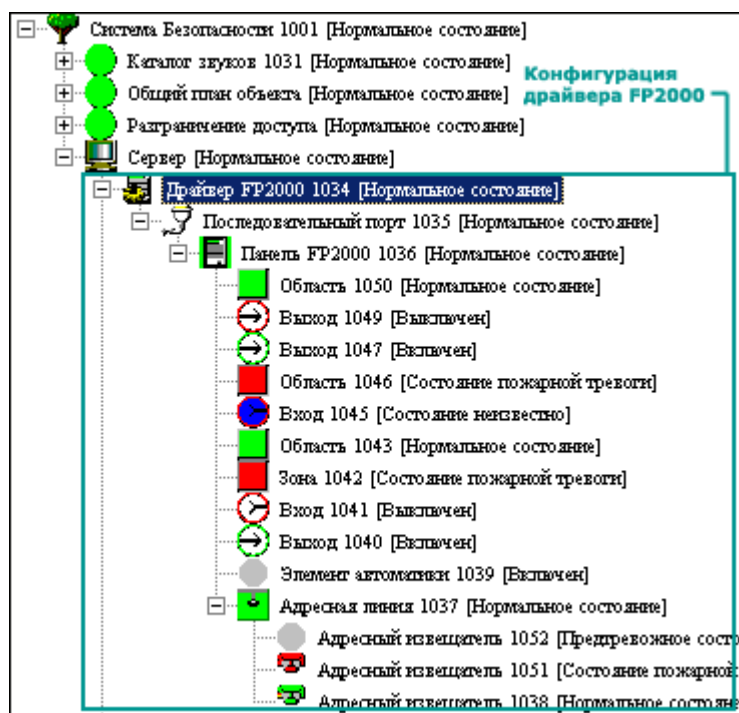 Система Безопасности 1001 [Нормальное состояние]
Каталог звуков 1031 [Нормальное состояние]
Конфигурация
Общий план объекта [Нормальное состояние]
драйвера FP2000
Разграничение доступа [Нормальное состояние]
Сервер [Нормальное состояние]
Драйвер FP2000 1034 [Нормальное состояние]
Последовательный порт 1035 [Нормальное состояние]
Панель FP2000 1036 [Нормальное состояние]
Область 1050 [Нормальное состояние]
Выход 1049 [Выключен]
Выход 1047 [Включен]
Область 1046 [Состояние пожарной тревоги]
Вход 1045 [Состояние неизвестно]
Область 1043 [Нормальное состояние]
Зона 1042 [Состояние пожарной тревоги]
Вход 1041 [Выключен]
Выход 1040 [Включен]
Элемент автоматики 1039 [Включен]
Адресная линия 1037 [Нормальное состояние]
Адресный извещатель 1052 [Предтревожное сост
Адресный извещатель 1051 [Состояние пожарной
Адресный извещатель 1038 [Нормальное состояни